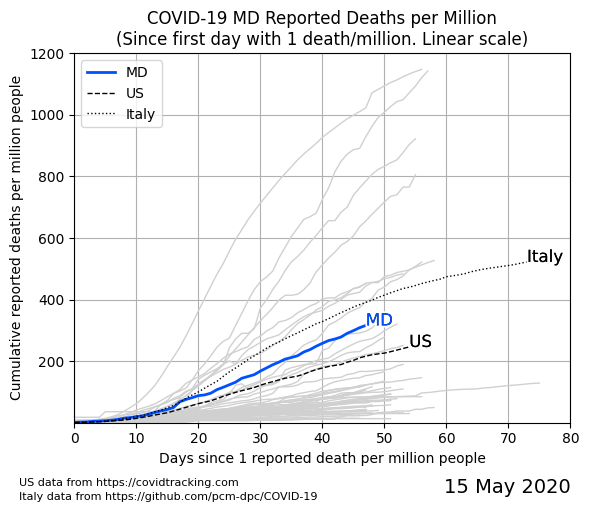 COVID-19 MD Reported Deaths per Million
(Since first day with 1 death/million. Linear scale)
Cumulative reported deaths per million people
1200
1000
800
600
400
200
MD
US
Italy
Italy
MD
US
0 10 20 30 40 50 60 70 80
Days since 1 reported death per million people
US data from https://covidtracking.com
Italy data from https://github.com/pcm-dpc/COVID-19
15 May 2020